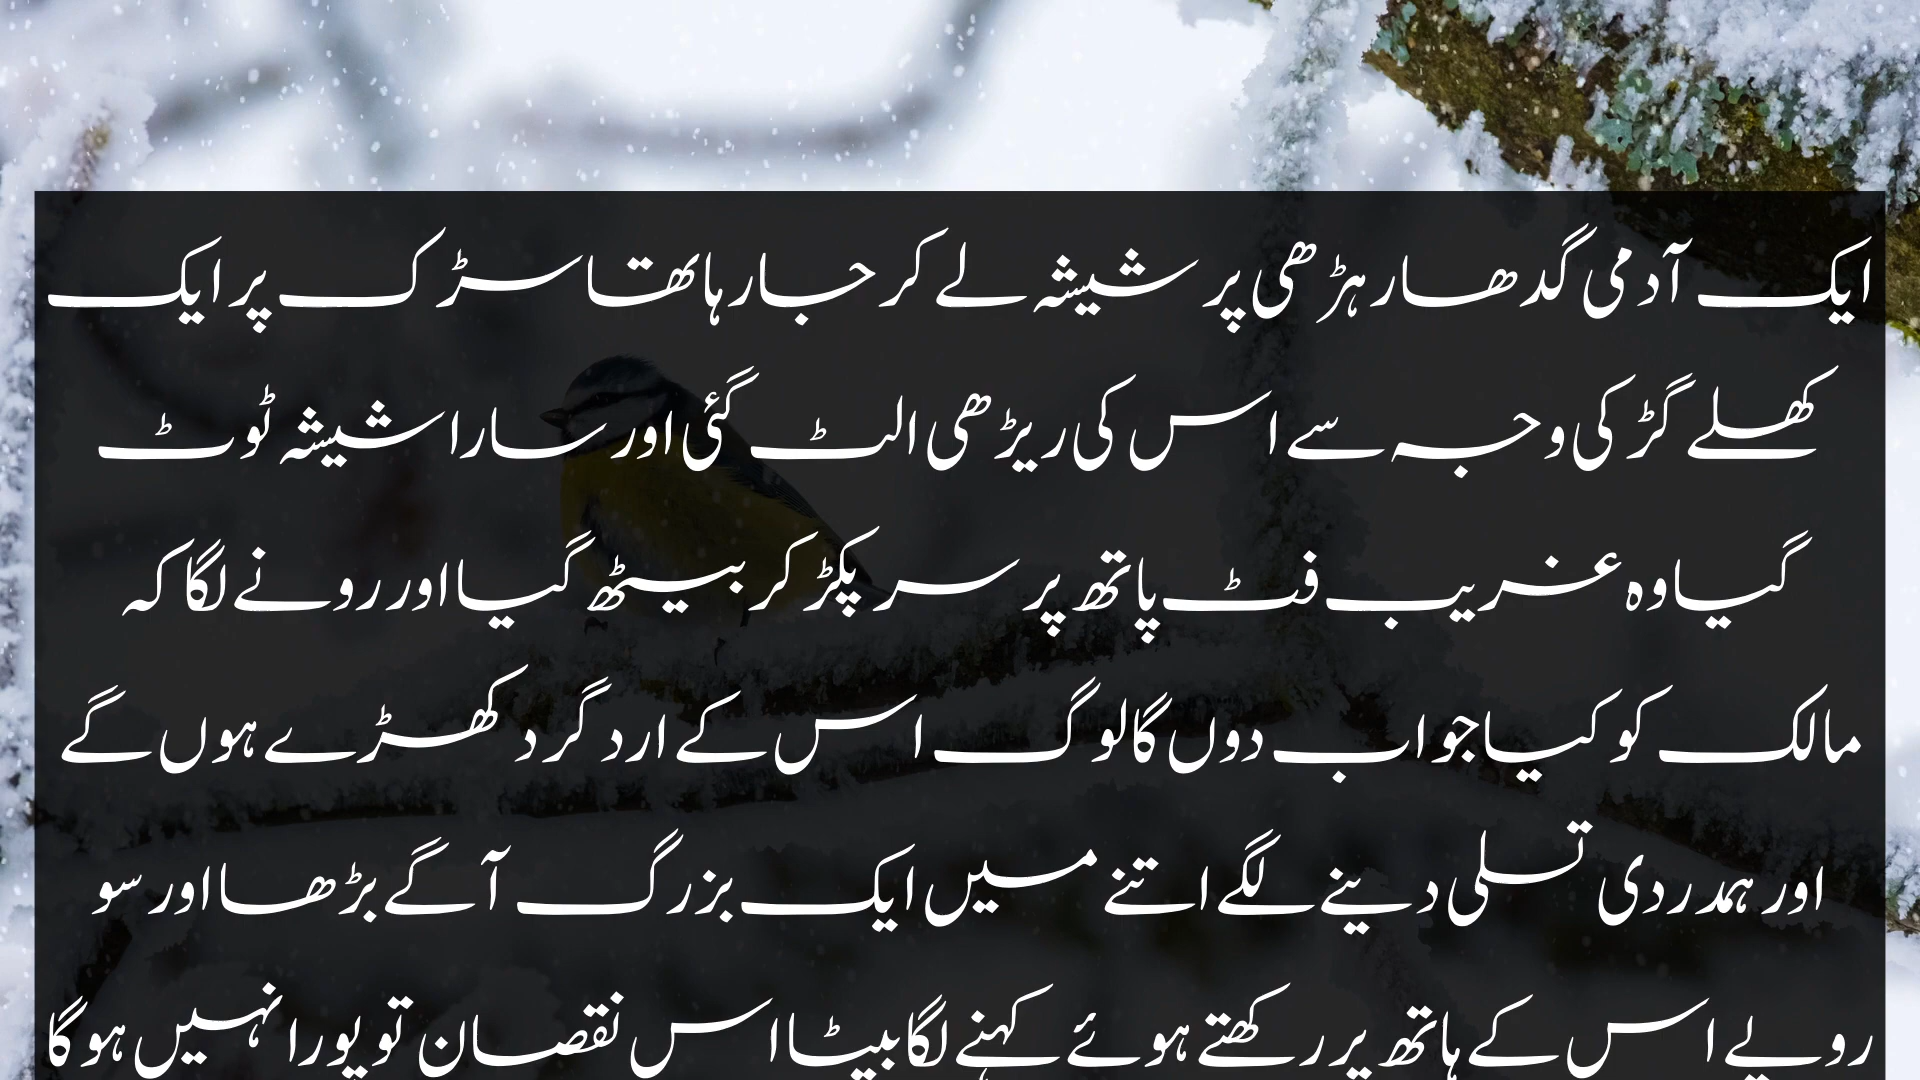 ایک آدمی گدھا رہڑھی پر شیشہ لے کر جا رہا تھا سڑک پر ایک
کھلے گڑ کی وجہ سے اس کی ریڑھی الٹ گئی اور سارا شیشہ ٹوٹ
گیا وہ غریب فٹ پاتھ پر سر پکڑ کر بیٹھ گیا اور رونے لگا کہ
مالک کو کیا جواب دوں گا لوگ اس کے ارد گرد کھڑے ہوں گے
اور ہمدردی تسلی دینے لگے اتنے میں ایک بزرگ آگے بڑھا اور سو
روپے اس کے ہاتھ پر رکھتے ہوئے کہنے لگا بیٹا اس نقصان تو پورا نہیں ہو گا